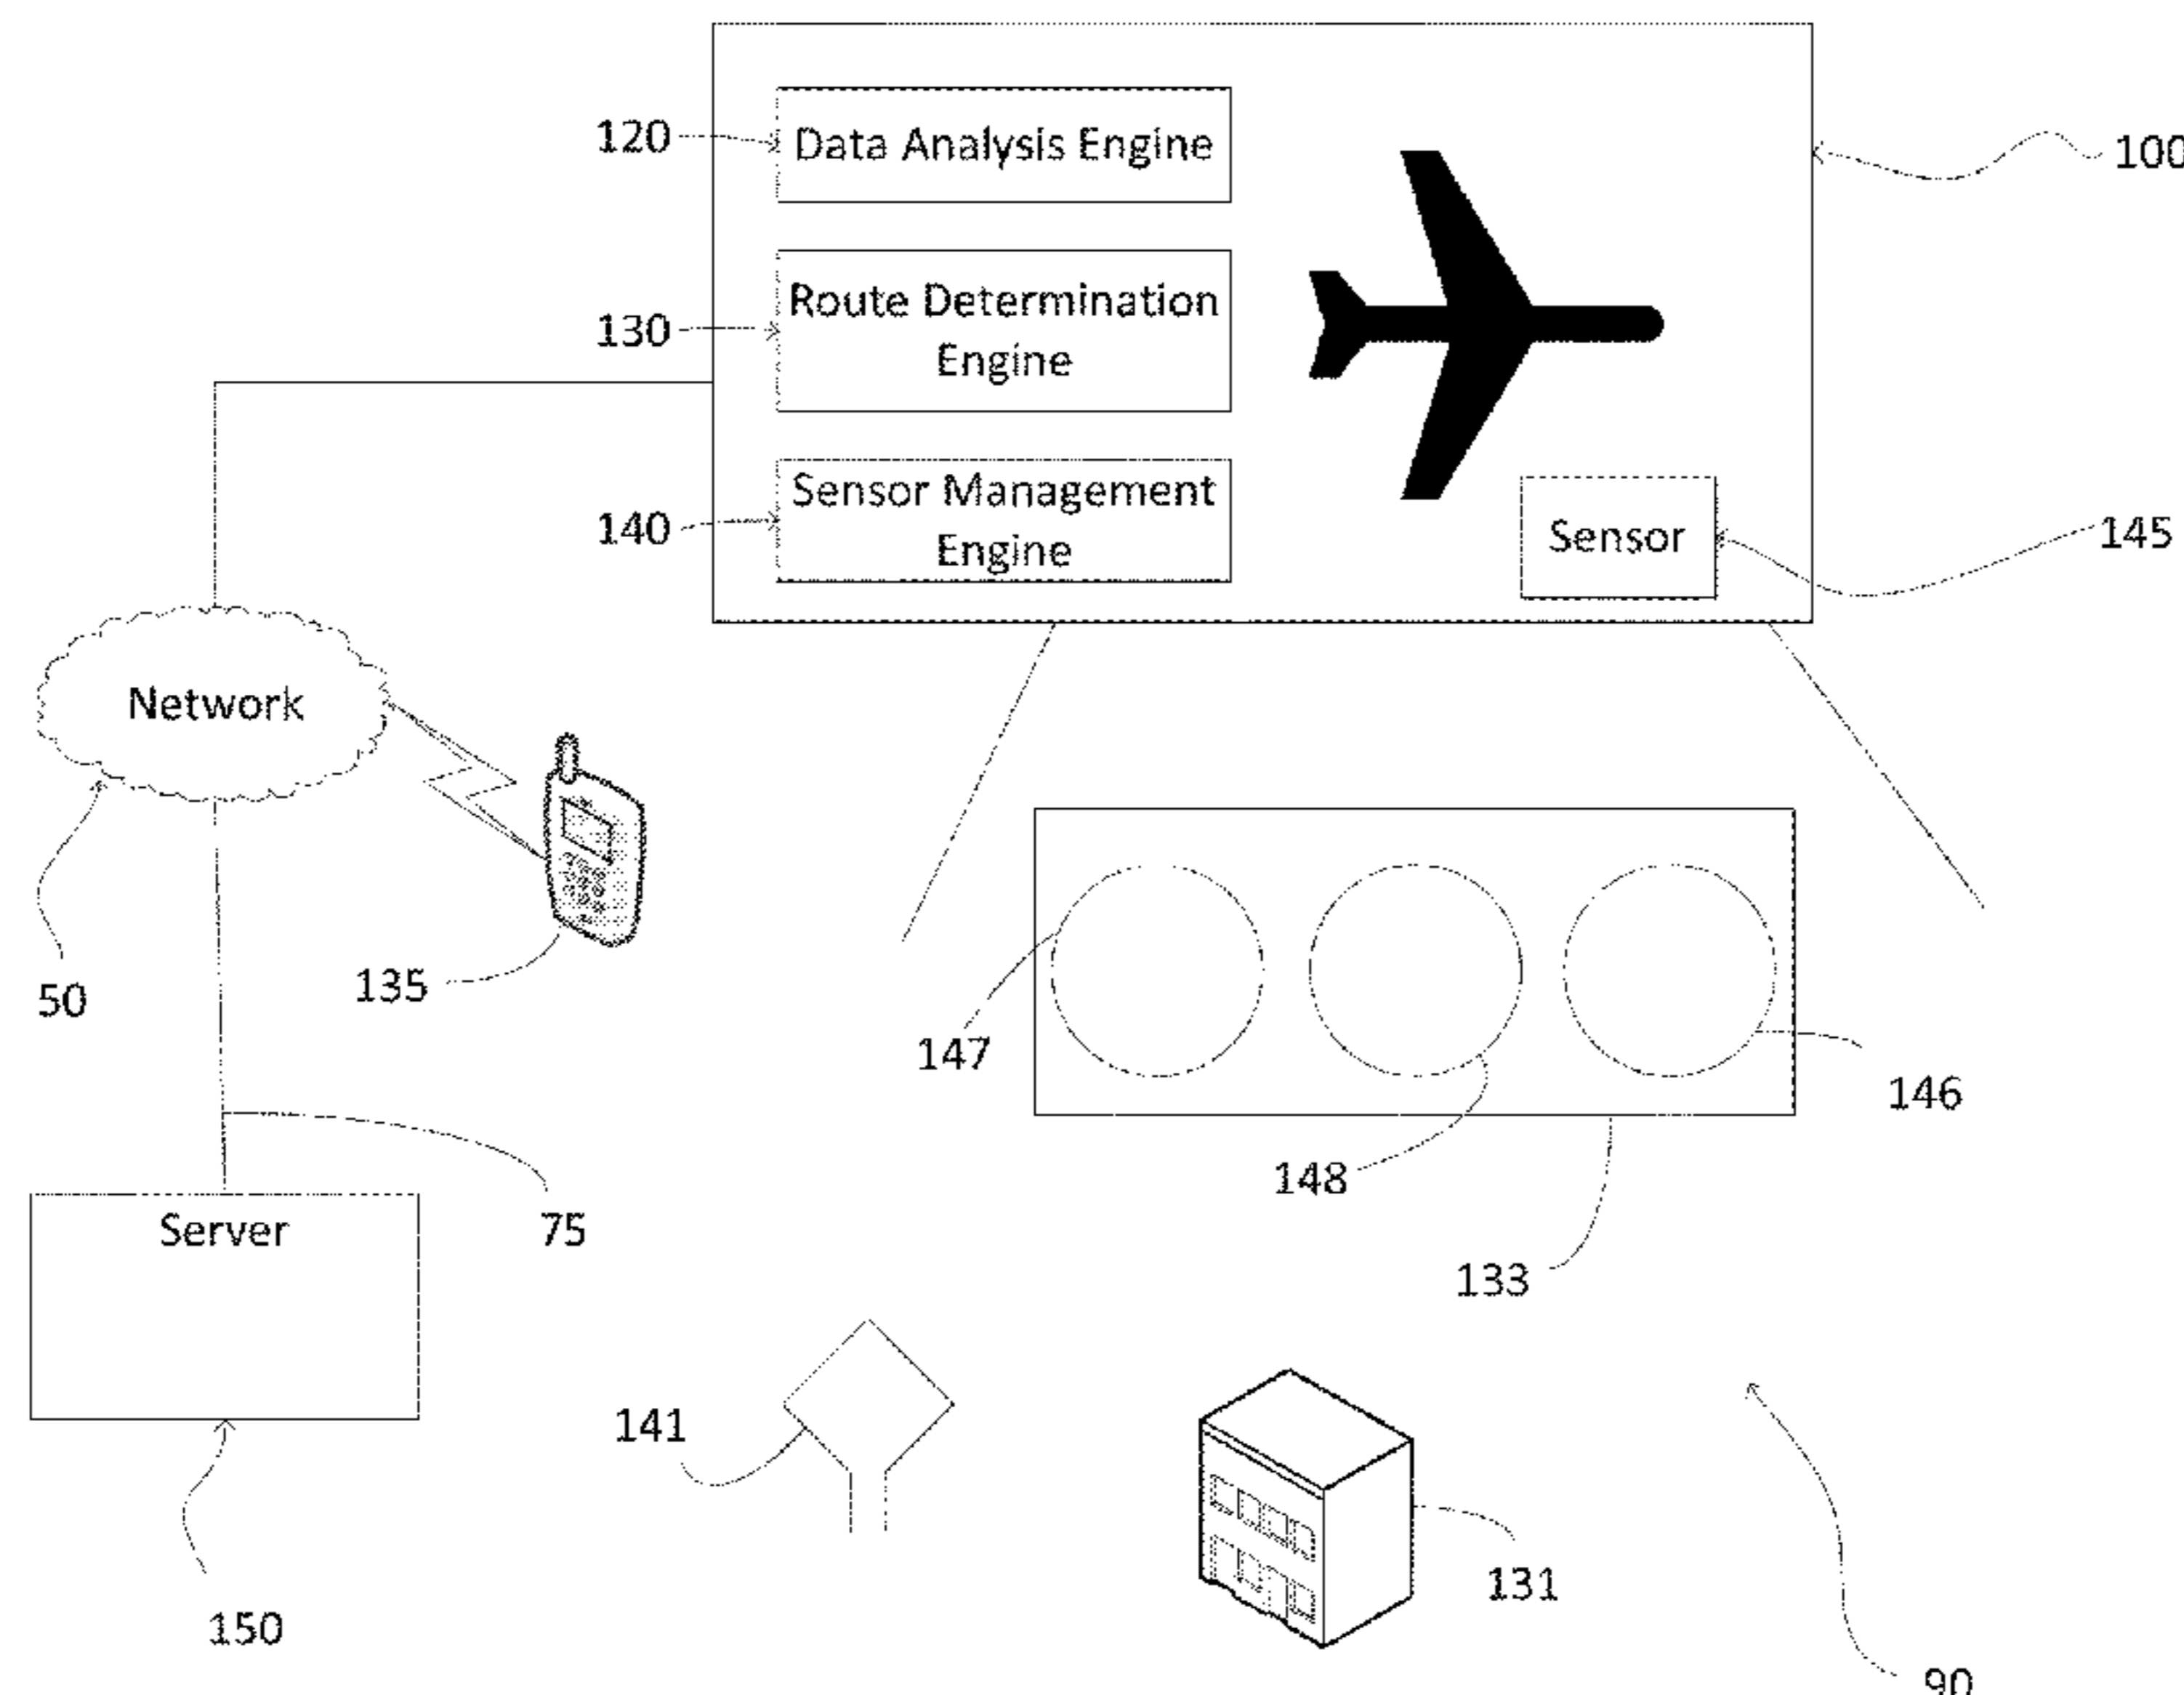 120
Data Analysis Engine
100
130
Route Determination
Engine
140
Sensor Management
Engine
Sensor
145
Network
50
135
147
146
148
75
Server
133
141
131
150
90